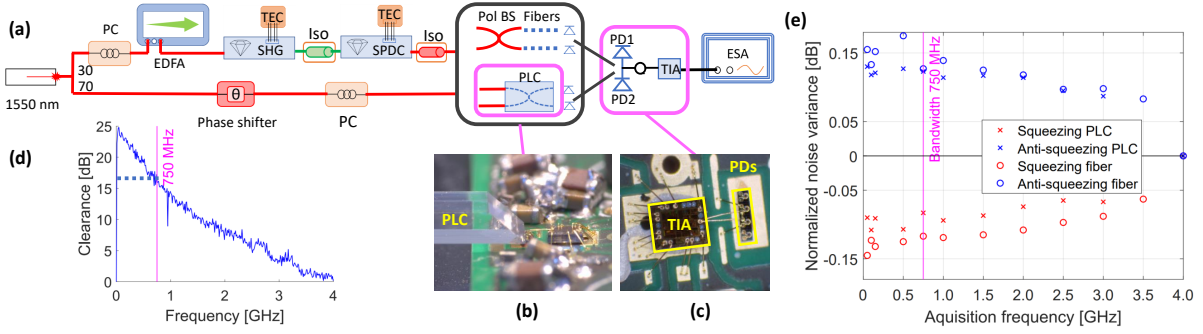 (a)
PC
EDFA
TEC
SHG
Iso
TEC
SPDC
Iso
Pol BS
Fibers
PLC
PD1
PD2
TIA
ESA
1550 nm
30
70
θ
Phase shifter
PC
(d)
Clearance [dB]
25
20
15
10
5
0
750 MHz
0
1
2
3
4
Frequency [GHz]
PLC
(b)
TIA
PDs
(c)
(e)
Normalized noise variance [dB]
0.15
0.05
0
-0.05
-0.15
Bandwidth 750 MHz
Squeezing PLC
Anti-squeezing PLC
Squeezing fiber
Anti-squeezing fiber
0
0.5
1.0
1.5
2.0
2.5
3.0
3.5
4.0
Aquisition frequency [GHz]